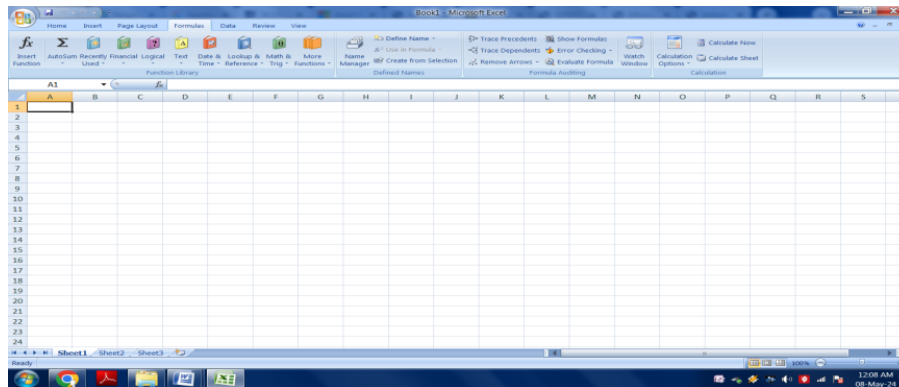 Book1 - Microsoft Excel
Home Insert Page Layout Formulas Data Review View
fx Σ Define Name Trace Precedents Show Formulas Calculate Now
Insert Function AutoSum Recently Used Financial Logical Text Date & Time Lookup & Reference Math & Trig More Functions Name Manager Use in Formula Trace Dependents Error Checking Watch Window Calculation Options Calculate Sheet
Create from Selection Remove Arrows Evaluate Formula
Function Library Defined Names Formula Auditing Calculation
A1 fx
A B C D E F G H I J K L M N O P Q R S
1
2
3
4
5
6
7
8
9
10
11
12
13
14
15
16
17
18
19
20
21
22
23
24
Sheet1 Sheet2 Sheet3
Ready 100%
12:08 AM
08-May-24